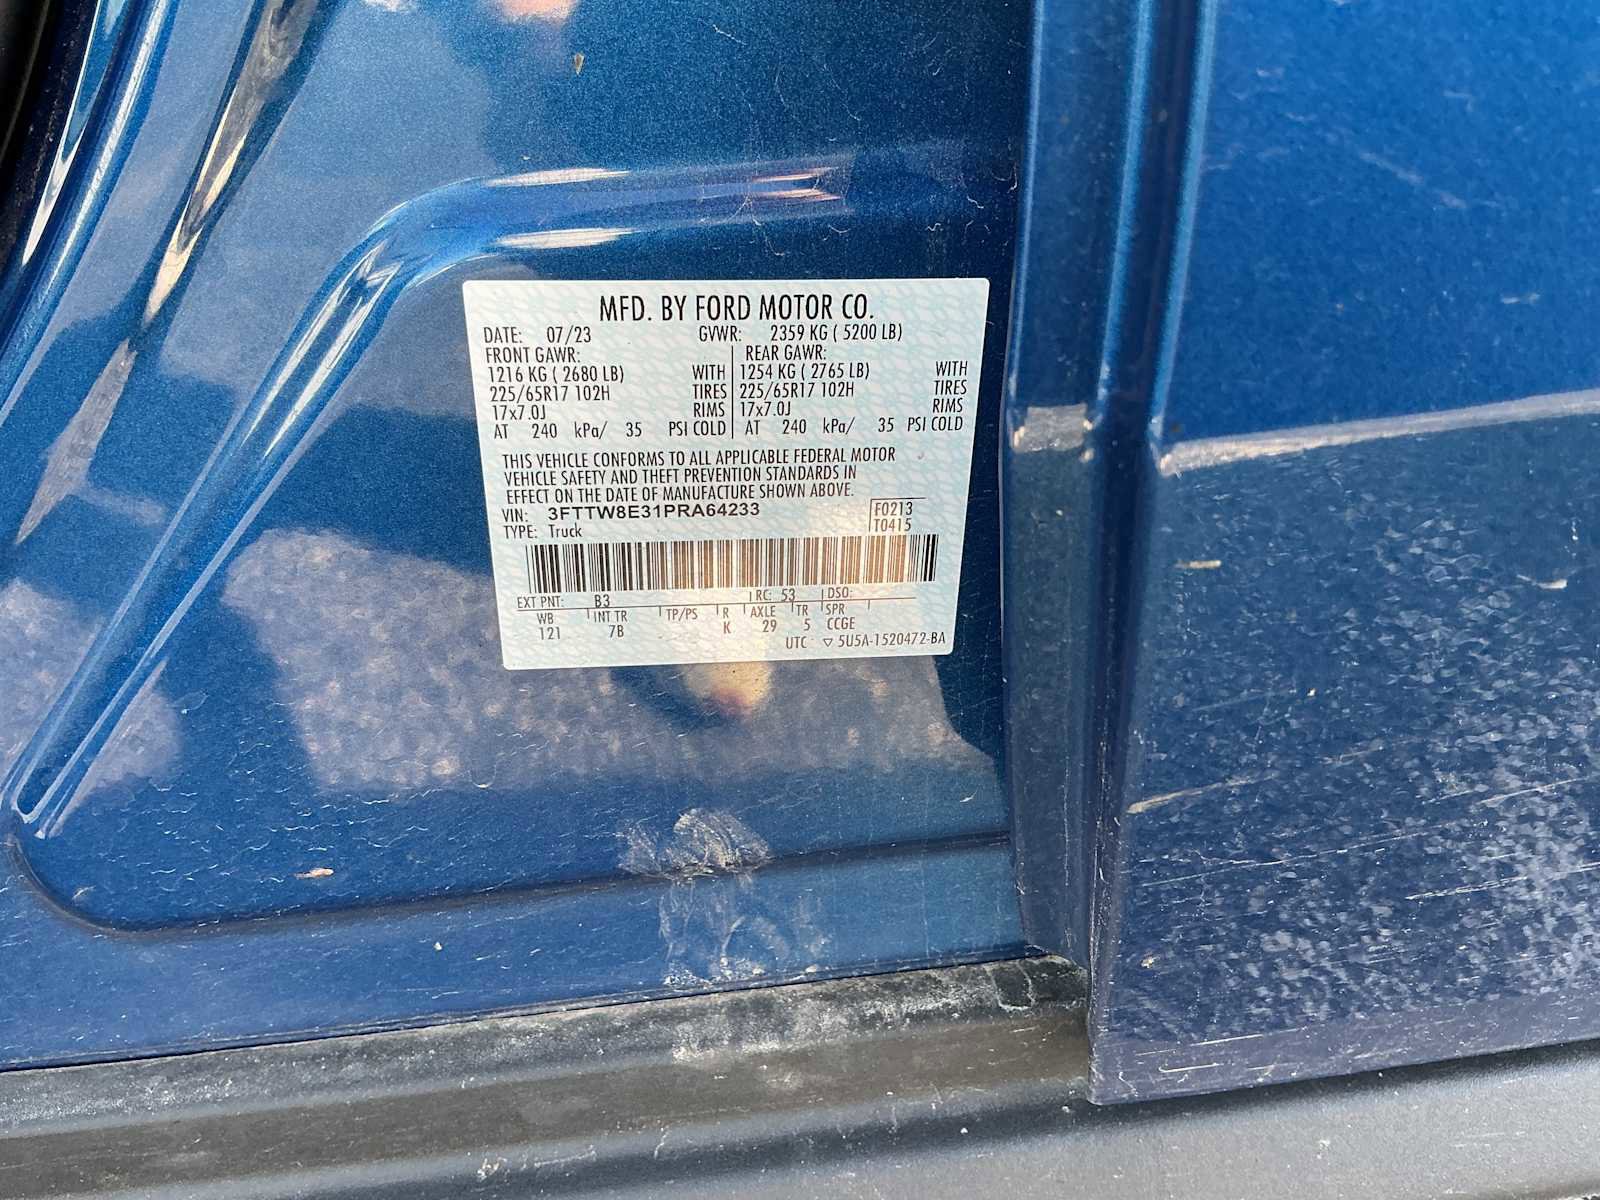 MFD. BY FORD MOTOR CO.
DATE: 07/23 GVWR: 2359 KG ( 5200 LB)
FRONT GAWR: REAR GAWR:
1216 KG ( 2680 LB) WITH 1254 KG ( 2765 LB) WITH
225/65R17 102H TIRES 225/65R17 102H TIRES
17x7.0J RIMS 17x7.0J RIMS
AT 240 kPa/ 35 PSI COLD AT 240 kPa/ 35 PSI COLD
THIS VEHICLE CONFORMS TO ALL APPLICABLE FEDERAL MOTOR
VEHICLE SAFETY AND THEFT PREVENTION STANDARDS IN
EFFECT ON THE DATE OF MANUFACTURE SHOWN ABOVE.
VIN: 3FTTW8E31PRA64233 F0213
TYPE: Truck T0415
EXT PNT: B3 RC: 53 DSO:
WB INT TR TP/PS R AXLE TR SPR
121 7B K 29 5 CCGE
UTC ▽ 5U5A-1520472-BA